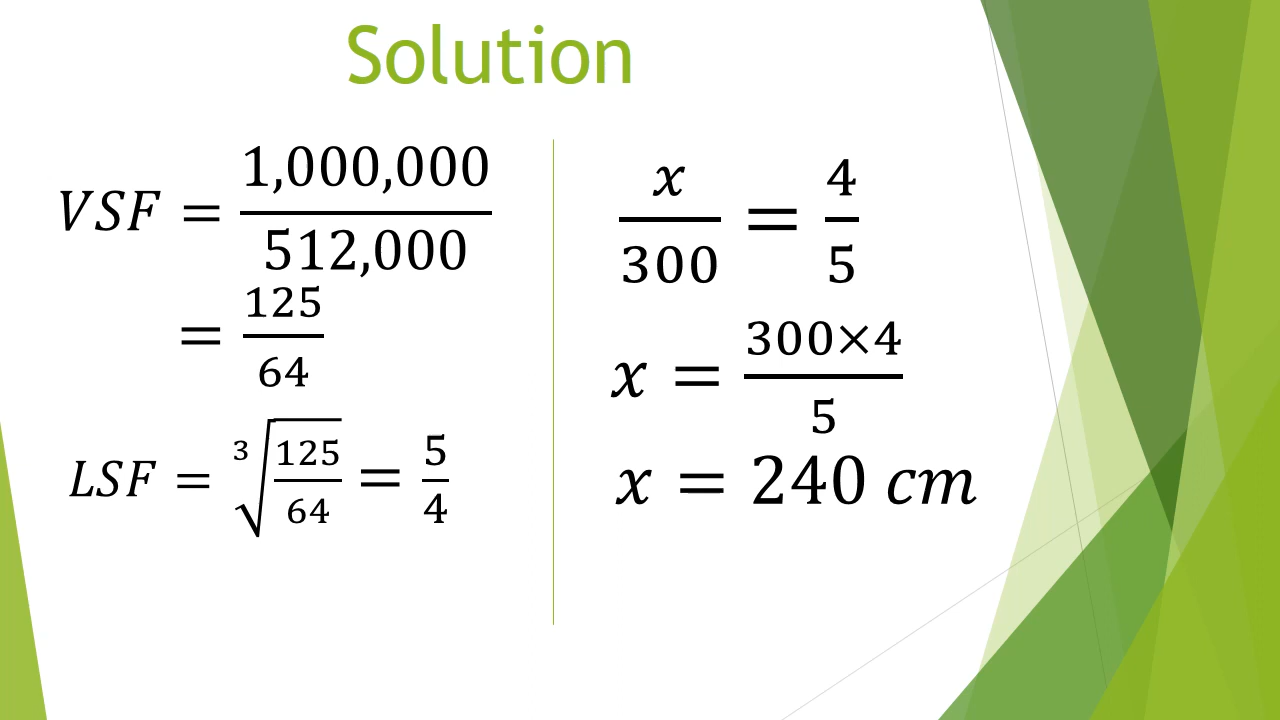 Solution
VSF = 1,000,000/512,000
= 125/64
LSF = ∛(125/64) = 5/4
x/300 = 4/5
x = 300×4/5
x = 240 cm